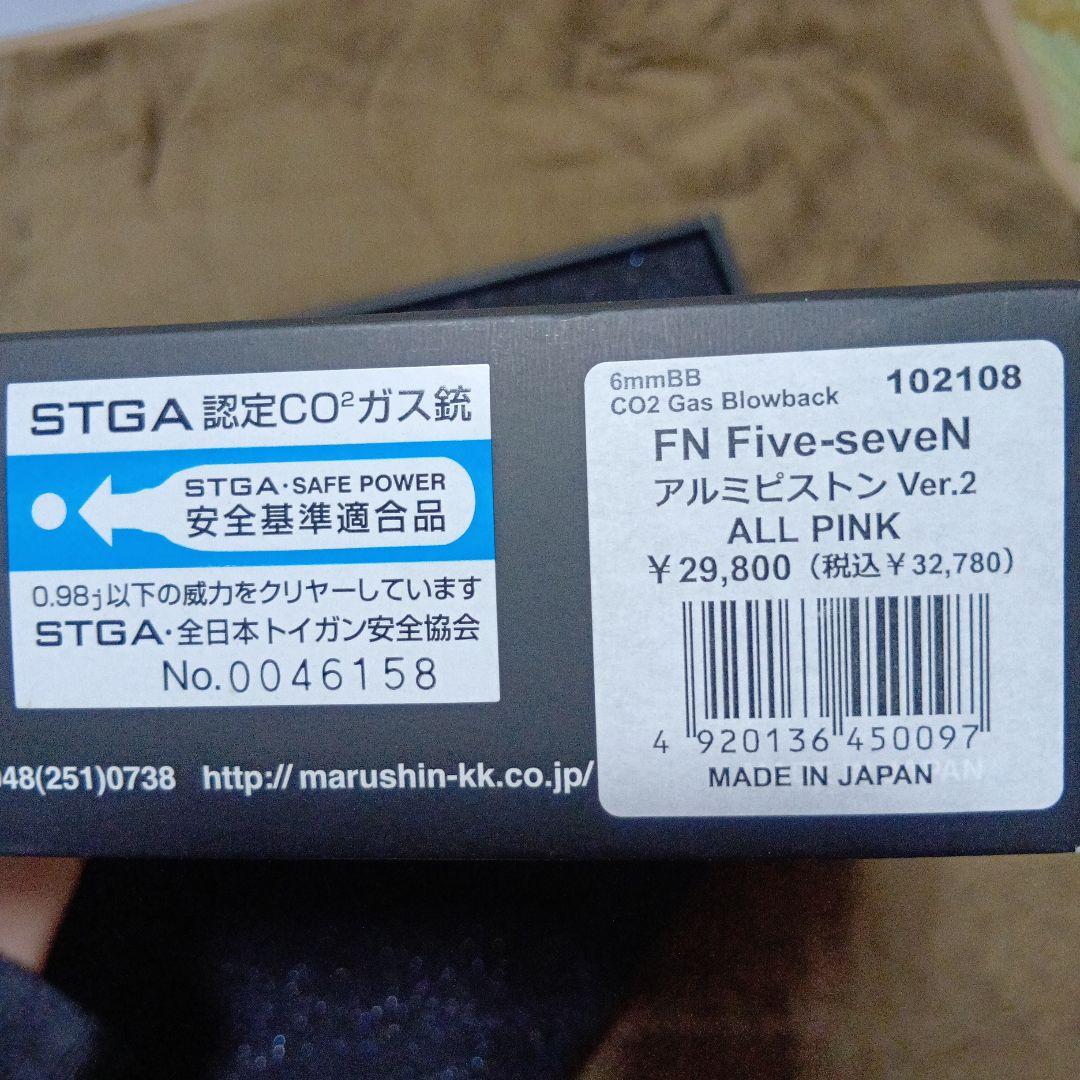 STGA 認定CO²ガス銃
STGA・SAFE POWER
安全基準適合品
0.98j以下の威力をクリヤーしています
STGA・全日本トイガン安全協会
No.0046158
48(251)0738 http://marushin-kk.co.jp/
6mmBB
CO2 Gas Blowback 102108
FN Five-seveN
アルミピストン Ver.2
ALL PINK
￥29,800（税込￥32,780）
4 920136 450097
MADE IN JAPAN